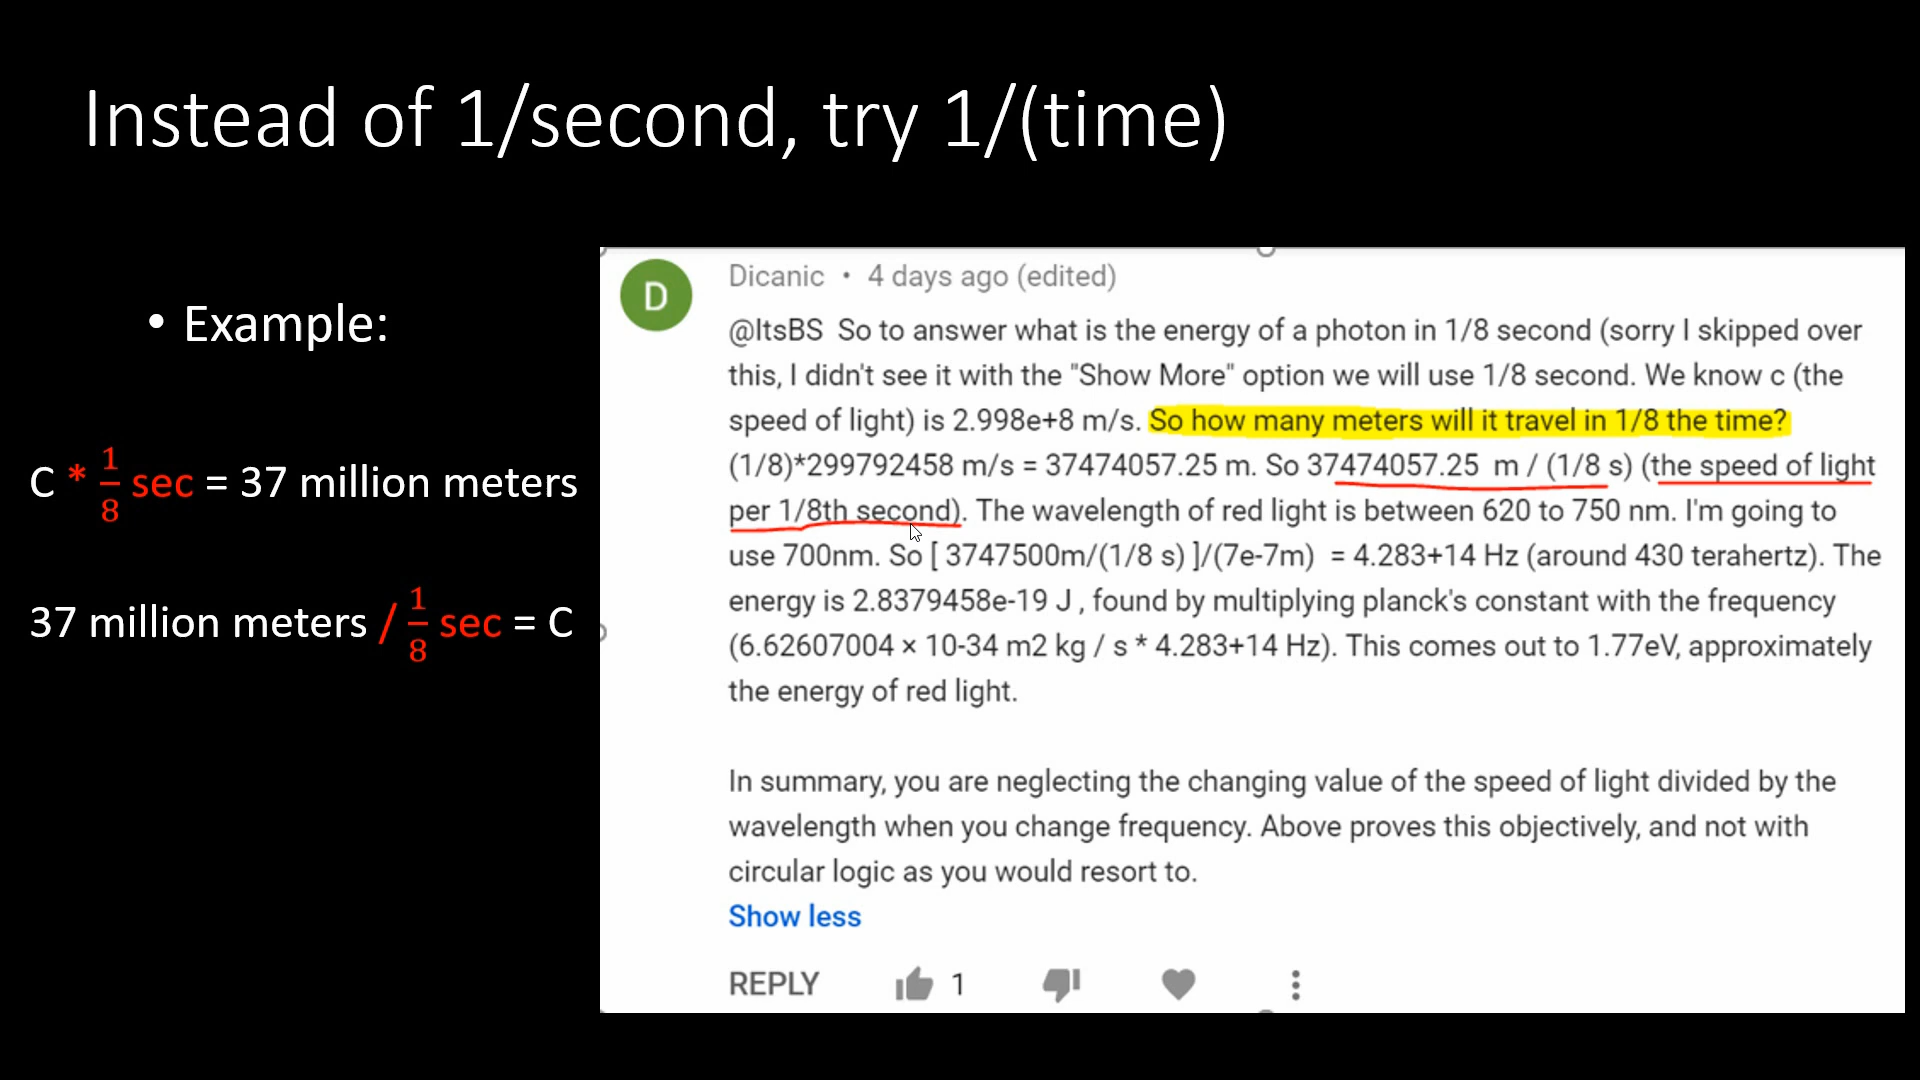 Instead of 1/second, try 1/(time)
• Example:
C * 1/8 sec = 37 million meters
37 million meters / 1/8 sec = C
D
Dicanic • 4 days ago (edited)
@ItsBS So to answer what is the energy of a photon in 1/8 second (sorry I skipped over
this, I didn't see it with the "Show More" option we will use 1/8 second. We know c (the
speed of light) is 2.998e+8 m/s. So how many meters will it travel in 1/8 the time?
(1/8)*299792458 m/s = 37474057.25 m. So 37474057.25 m / (1/8 s) (the speed of light
per 1/8th second). The wavelength of red light is between 620 to 750 nm. I'm going to
use 700nm. So [ 3747500m/(1/8 s) ]/(7e-7m) = 4.283+14 Hz (around 430 terahertz). The
energy is 2.8379458e-19 J , found by multiplying planck's constant with the frequency
(6.62607004 × 10-34 m2 kg / s * 4.283+14 Hz). This comes out to 1.77eV, approximately
the energy of red light.
In summary, you are neglecting the changing value of the speed of light divided by the
wavelength when you change frequency. Above proves this objectively, and not with
circular logic as you would resort to.
Show less
REPLY 1